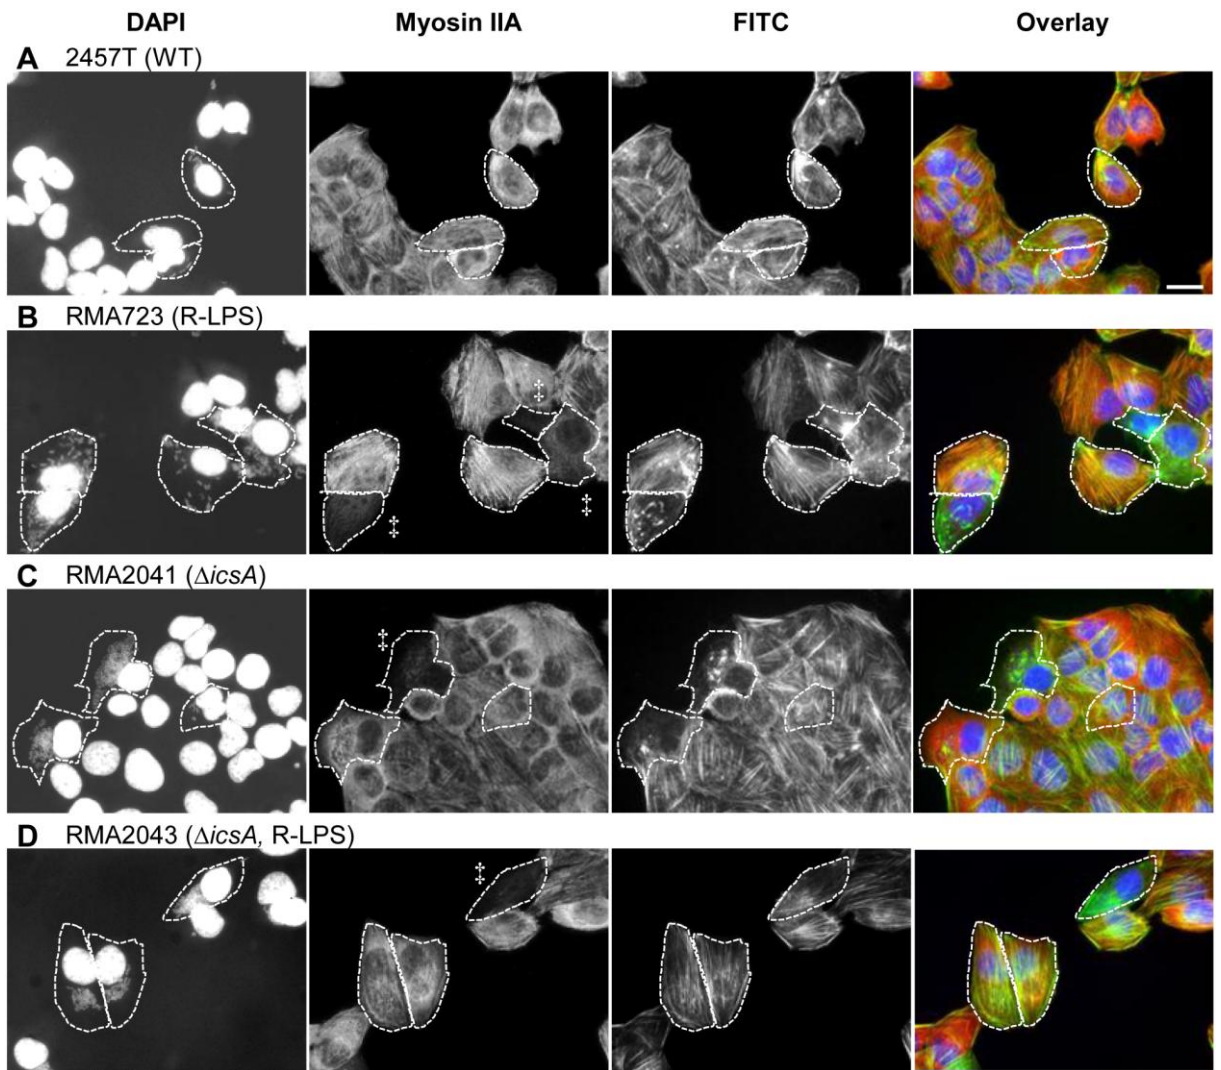 DAPI Myosin IIA FITC Overlay
A 2457T (WT)
B RMA723 (R-LPS)
‡
‡ ‡
C RMA2041 (ΔicsA)
‡
D RMA2043 (ΔicsA, R-LPS)
‡